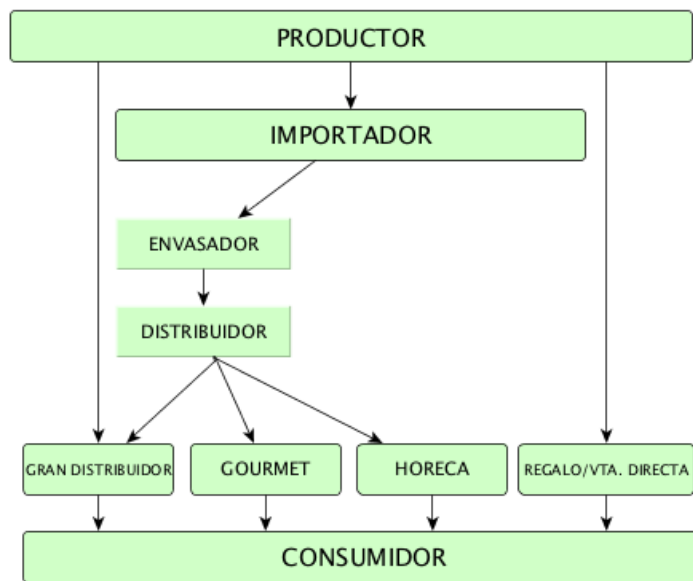 PRODUCTOR
IMPORTADOR
ENVASADOR
DISTRIBUIDOR
GRAN DISTRIBUIDOR
GOURMET
HORECA
REGALO/VTA. DIRECTA
CONSUMIDOR